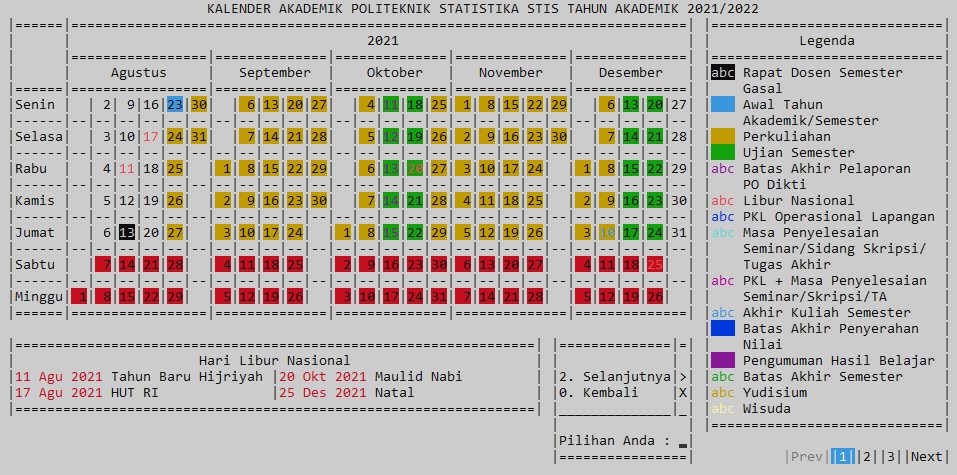 KALENDER AKADEMIK POLITEKNIK STATISTIKA STIS TAHUN AKADEMIK 2021/2022
2021
Agustus | September | Oktober | November | Desember
Senin | 2| 9|16|23|30| | 6|13|20|27| | 4|11|18|25| 1| 8|15|22|29| | 6|13|20|27
Selasa| 3|10|17|24|31| | 7|14|21|28| | 5|12|19|26| 2| 9|16|23|30| | 7|14|21|28
Rabu | 4|11|18|25| | 1| 8|15|22|29| | 6|13|20|27| 3|10|17|24| | 1| 8|15|22|29
Kamis | 5|12|19|26| | 2| 9|16|23|30| | 7|14|21|28| 4|11|18|25| | 2| 9|16|23|30
Jumat | 6|13|20|27| | 3|10|17|24| | 1| 8|15|22|29| 5|12|19|26| | 3|10|17|24|31
Sabtu | 7|14|21|28| | 4|11|18|25| | 2| 9|16|23|30| 6|13|20|27| | 4|11|18|25|
Minggu| 1| 8|15|22|29| | 5|12|19|26| | 3|10|17|24|31| 7|14|21|28| | 5|12|19|26|
Legenda
abc Rapat Dosen Semester
Gasal
Awal Tahun
Akademik/Semester
Perkuliahan
Ujian Semester
abc Batas Akhir Pelaporan
PO Dikti
abc Libur Nasional
abc PKL Operasional Lapangan
abc Masa Penyelesaian
Seminar/Sidang Skripsi/
Tugas Akhir
abc PKL + Masa Penyelesaian
Seminar/Skripsi/TA
abc Akhir Kuliah Semester
Batas Akhir Penyerahan
Nilai
Pengumuman Hasil Belajar
abc Batas Akhir Semester
abc Yudisium
abc Wisuda
Hari Libur Nasional
|11 Agu 2021 Tahun Baru Hijriyah |20 Okt 2021 Maulid Nabi |
|17 Agu 2021 HUT RI |25 Des 2021 Natal |
|2. Selanjutnya|>|
|0. Kembali |X|
|Pilihan Anda : _|
|Prev||1||2||3||Next|